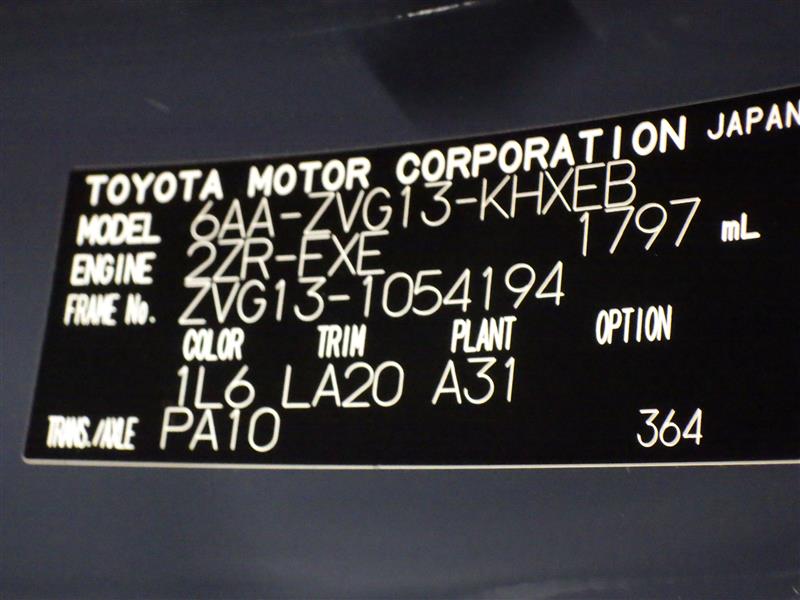 TOYOTA MOTOR CORPORATION JAPAN
MODEL 6AA-ZVG13-KHXEB
ENGINE 2ZR-FXE 1797 mL
FRAME No. ZVG13-1054194
COLOR TRIM PLANT OPTION
1L6 LA20 A31
TRANS./AXLE PA10 364